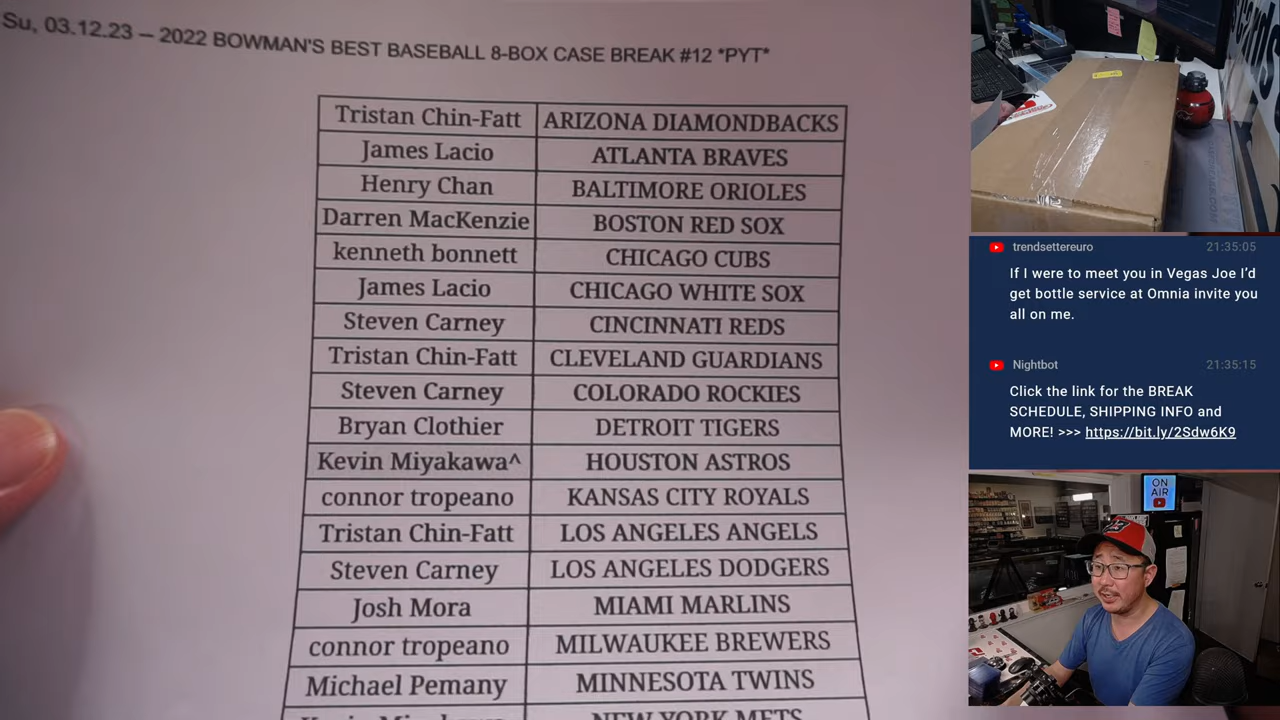 Su, 03.12.23 – 2022 BOWMAN'S BEST BASEBALL 8-BOX CASE BREAK #12 *PYT*
Tristan Chin-Fatt ARIZONA DIAMONDBACKS
James Lacio ATLANTA BRAVES
Henry Chan BALTIMORE ORIOLES
Darren MacKenzie BOSTON RED SOX
kenneth bonnett CHICAGO CUBS
James Lacio CHICAGO WHITE SOX
Steven Carney CINCINNATI REDS
Tristan Chin-Fatt CLEVELAND GUARDIANS
Steven Carney COLORADO ROCKIES
Bryan Clothier DETROIT TIGERS
Kevin Miyakawa^ HOUSTON ASTROS
connor tropeano KANSAS CITY ROYALS
Tristan Chin-Fatt LOS ANGELES ANGELS
Steven Carney LOS ANGELES DODGERS
Josh Mora MIAMI MARLINS
connor tropeano MILWAUKEE BREWERS
Michael Pemany MINNESOTA TWINS
NEW YORK METS
trendsettereuro 21:35:05
If I were to meet you in Vegas Joe I'd
get bottle service at Omnia invite you
all on me.
Nightbot 21:35:15
Click the link for the BREAK
SCHEDULE, SHIPPING INFO and
MORE! >>> https://bit.ly/2Sdw6K9
ON
AIR